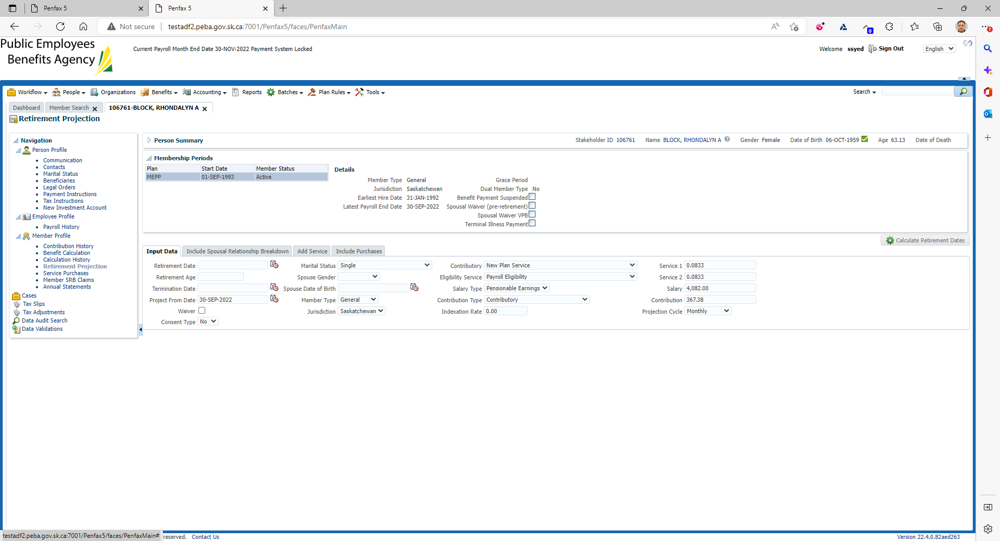 Penfax 5
Penfax 5
Not secure
testadf2.peba.gov.sk.ca:7001/Penfax5/faces/PenfaxMain
0
Public Employees
Benefits Agency
Current Payroll Month End Date 30-NOV-2022 Payment System Locked
Welcome ssyed Sign Out English
Workflow People Organizations Benefits Accounting Reports Batches Plan Rules Tools Search
Dashboard Member Search 106761-BLOCK, RHONDALYN A
Retirement Projection
Navigation
Person Profile
Communication
Contacts
Marital Status
Beneficiaries
Legal Orders
Payment Instructions
Tax Instructions
New Investment Account
Employee Profile
Payroll History
Member Profile
Contribution History
Benefit Calculation
Calculation History
Retirement Projection
Service Purchases
Member SRB Claims
Annual Statements
Cases
Tax Slips
Tax Adjustments
Data Audit Search
Data Validations
Person Summary Stakeholder ID 106761 Name BLOCK, RHONDALYN A Gender Female Date of Birth 06-OCT-1959 Age 63.13 Date of Death
Membership Periods
Plan Start Date Member Status
MEPP 01-SEP-1993 Active
Details
Member Type General Grace Period
Jurisdiction Saskatchewan Dual Member Type No
Earliest Hire Date 31-JAN-1992 Benefit Payment Suspended
Latest Payroll End Date 30-SEP-2022 Spousal Waiver (pre-retirement)
Spousal Waiver VPB
Terminal Illness Payment
Calculate Retirement Dates
Input Data Include Spousal Relationship Breakdown Add Service Include Purchases
Retirement Date Marital Status Single Contributory New Plan Service Service 1 0.0833
Retirement Age Spouse Gender Eligibility Service Payroll Eligibility Service 2 0.0833
Termination Date Spouse Date of Birth Salary Type Pensionable Earnings Salary 4,082.00
Project From Date 30-SEP-2022 Member Type General Contribution Type Contributory Contribution 367.38
Waiver Jurisdiction Saskatchewan Indexation Rate 0.00 Projection Cycle Monthly
Consent Type No
testadf2.peba.gov.sk.ca:7001/Penfax5/faces/PenfaxMain# reserved. Contact Us Version 22.4.0.82aed263